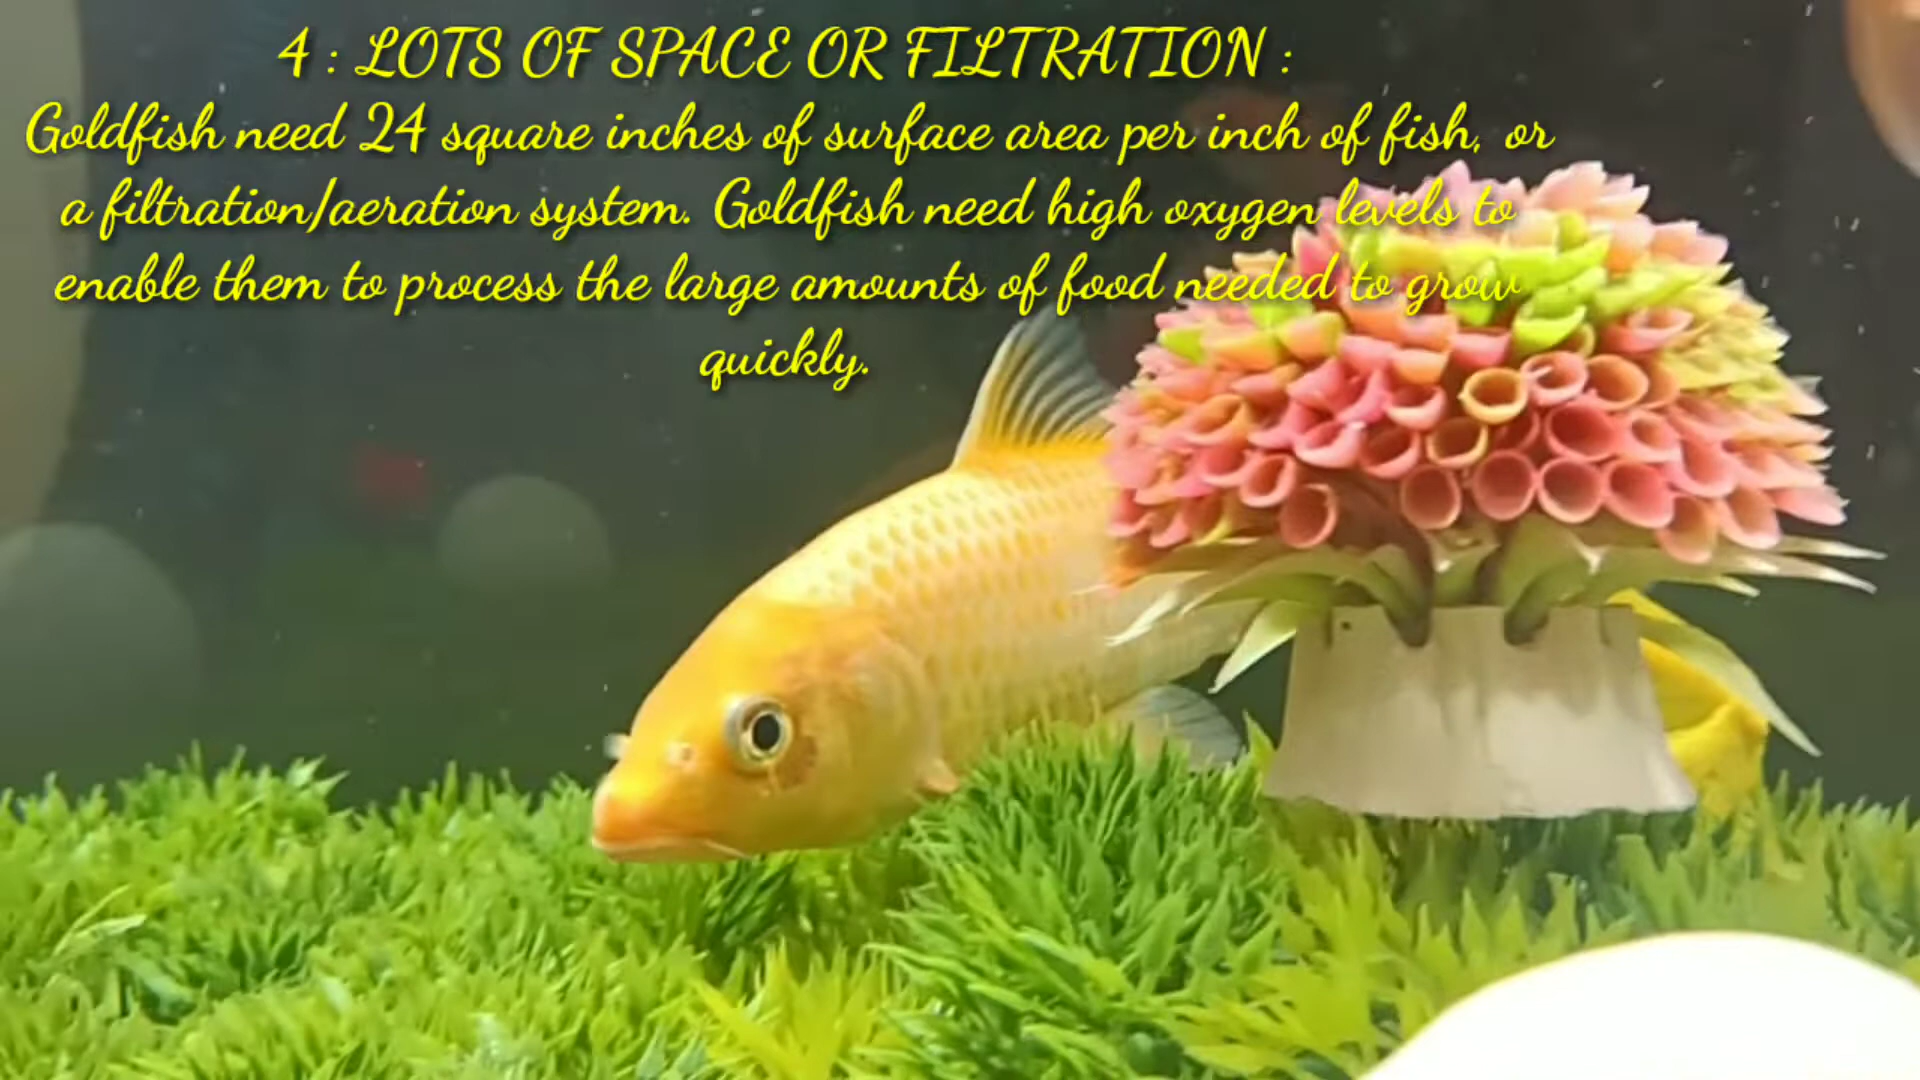 4 : LOTS OF SPACE OR FILTRATION :
Goldfish need 24 square inches of surface area per inch of fish, or
a filtration/aeration system. Goldfish need high oxygen levels to
enable them to process the large amounts of food needed to grow
quickly.